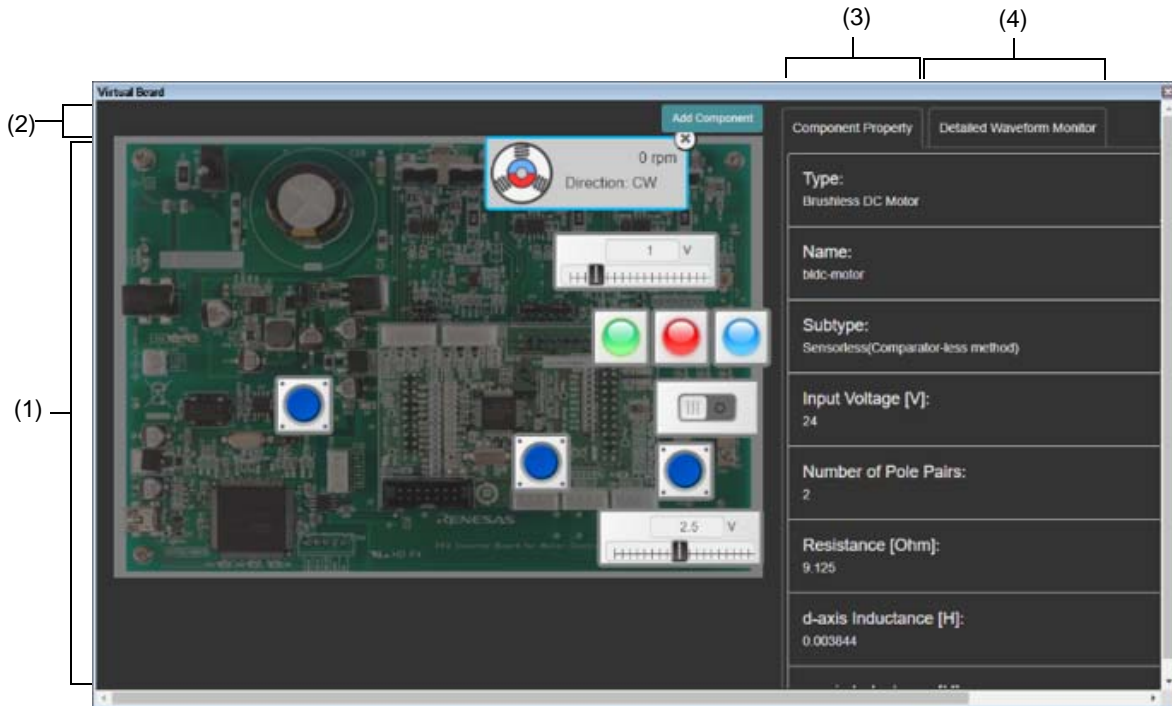 (3)
(4)
Virtual Board
(2)
Add Component
Component Property
Detailed Waveform Monitor
0 rpm
Direction: CW
1 V
(1)
2.5 V
RENESAS
Type:
Brushless DC Motor
Name:
bldc-motor
Subtype:
Sensorless(Comparator-less method)
Input Voltage [V]:
24
Number of Pole Pairs:
2
Resistance [Ohm]:
9.125
d-axis Inductance [H]:
0.003844